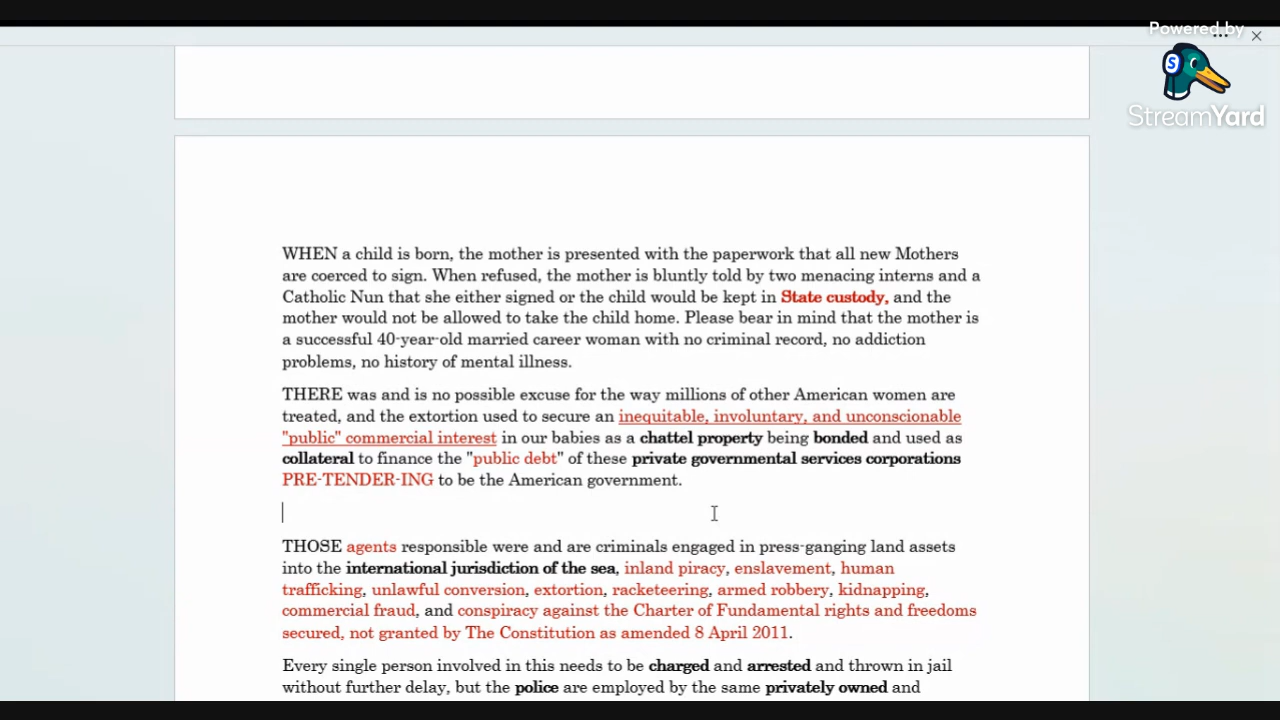 Powered by
StreamYard
WHEN a child is born, the mother is presented with the paperwork that all new Mothers
are coerced to sign. When refused, the mother is bluntly told by two menacing interns and a
Catholic Nun that she either signed or the child would be kept in State custody, and the
mother would not be allowed to take the child home. Please bear in mind that the mother is
a successful 40-year-old married career woman with no criminal record, no addiction
problems, no history of mental illness.
THERE was and is no possible excuse for the way millions of other American women are
treated, and the extortion used to secure an inequitable, involuntary, and unconscionable
"public" commercial interest in our babies as a chattel property being bonded and used as
collateral to finance the "public debt" of these private governmental services corporations
PRE-TENDER-ING to be the American government.
THOSE agents responsible were and are criminals engaged in press-ganging land assets
into the international jurisdiction of the sea, inland piracy, enslavement, human
trafficking, unlawful conversion, extortion, racketeering, armed robbery, kidnapping,
commercial fraud, and conspiracy against the Charter of Fundamental rights and freedoms
secured, not granted by The Constitution as amended 8 April 2011.
Every single person involved in this needs to be charged and arrested and thrown in jail
without further delay, but the police are employed by the same privately owned and